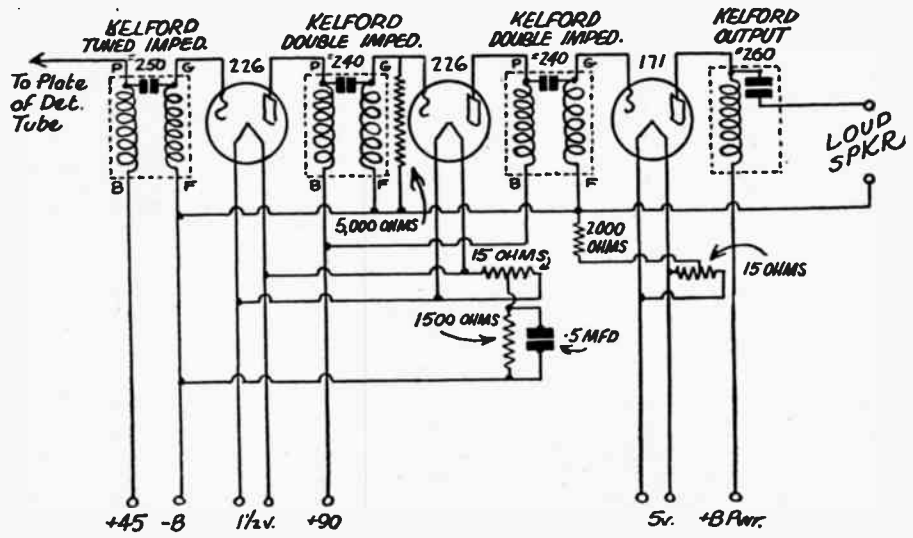 KELFORD
TUNED IMPED.
#250
KELFORD
DOUBLE IMPED.
#240
KELFORD
DOUBLE IMPED.
#240
KELFORD
OUTPUT
#260
P
G
226
P
G
226
P
G
171
To Plate
of Det.
Tube
LOUD
SPKR
B
F
B
F
B
F
5,000 OHMS
2000
OHMS
15 OHMS
15 OHMS
1500 OHMS
.5 MFD
+45
-B
1½v.
+90
5v.
+B Pwr.